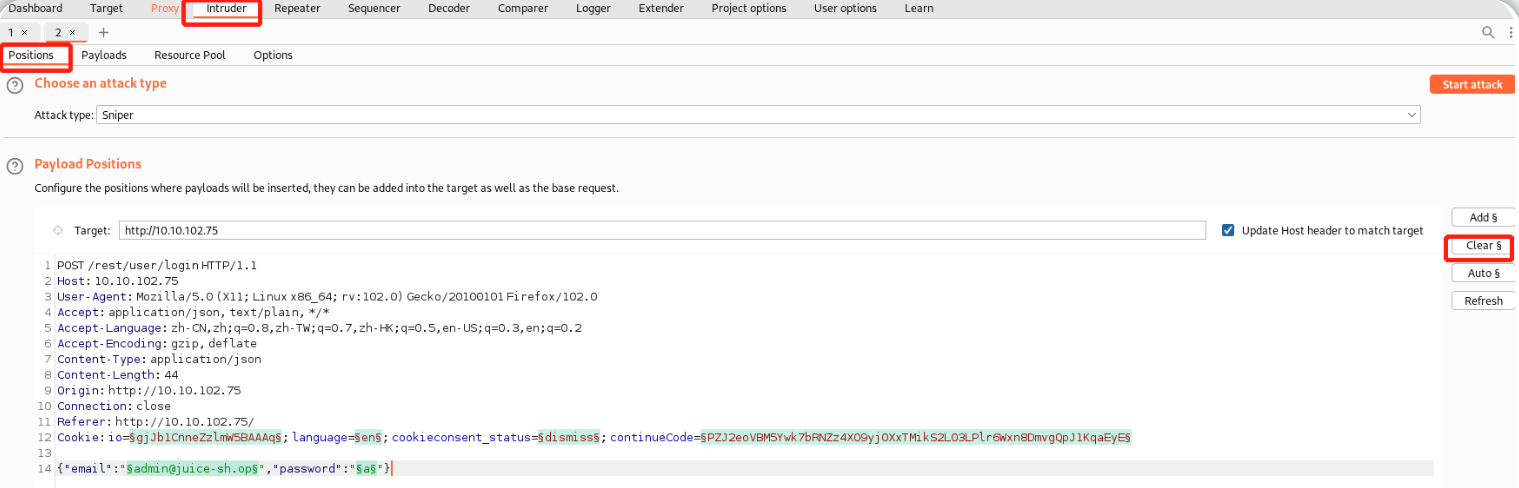 Dashboard Target Proxy Intruder Repeater Sequencer Decoder Comparer Logger Extender Project options User options Learn
1 × 2 × +
Positions Payloads Resource Pool Options
? Choose an attack type
Start attack
Attack type: Sniper
? Payload Positions
Configure the positions where payloads will be inserted, they can be added into the target as well as the base request.
Add §
Target: http://10.10.102.75 Update Host header to match target
Clear §
Auto §
Refresh
1 POST /rest/user/login HTTP/1.1
2 Host: 10.10.102.75
3 User-Agent: Mozilla/5.0 (X11; Linux x86_64; rv:102.0) Gecko/20100101 Firefox/102.0
4 Accept: application/json, text/plain, */*
5 Accept-Language: zh-CN,zh;q=0.8,zh-TW;q=0.7,zh-HK;q=0.5,en-US;q=0.3,en;q=0.2
6 Accept-Encoding: gzip, deflate
7 Content-Type: application/json
8 Content-Length: 44
9 Origin: http://10.10.102.75
10 Connection: close
11 Referer: http://10.10.102.75/
12 Cookie: io=§gjJb1CnneZzlmW5BAAAq§; language=§en§; cookieconsent_status=§dismiss§; continueCode=§PZJ2eoVBM5Ywk7bRNZz4XO9yjOXxTMikS2LO3LPlr6Wxn8DmvgQpJ1KqaEyE§
13
14 {"email":"§admin@juice-sh.op§","password":"§a§"}